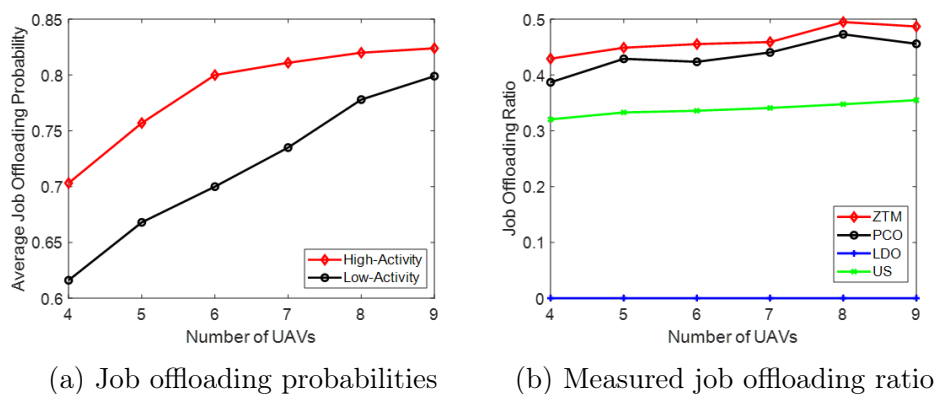 0.85
0.8
0.75
0.7
0.65
0.6
Average Job Offloading Probability
High-Activity
Low-Activity
4 5 6 7 8 9
Number of UAVs
(a) Job offloading probabilities
0.5
0.4
0.3
0.2
0.1
0
Job Offloading Ratio
ZTM
PCO
LDO
US
4 5 6 7 8 9
Number of UAVs
(b) Measured job offloading ratio